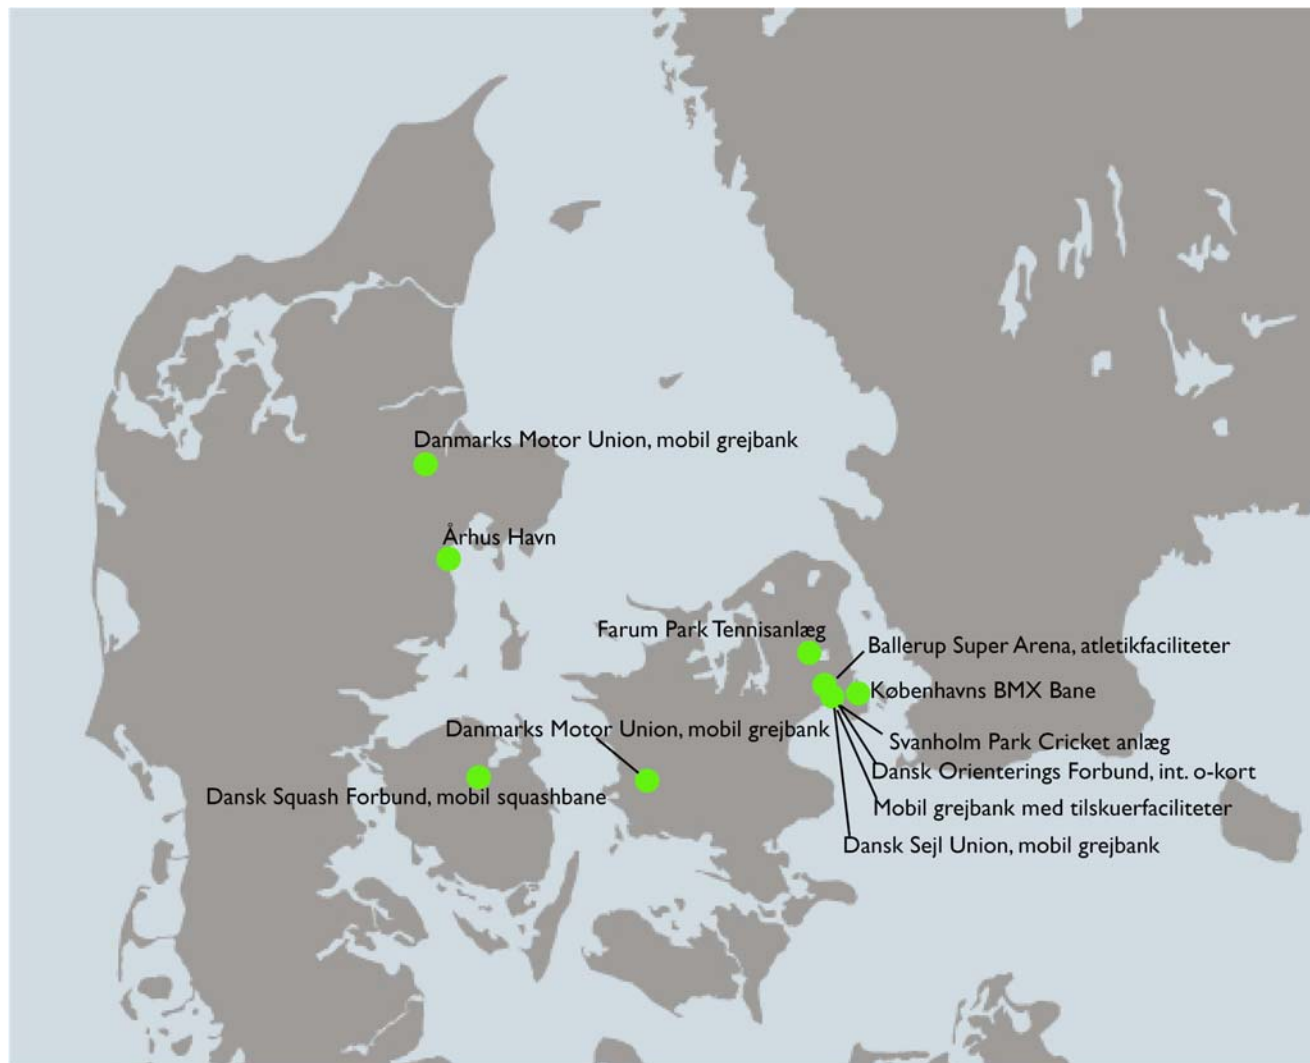 Danmarks Motor Union, mobil grejbank
Århus Havn
Farum Park Tennisanlæg
Ballerup Super Arena, atletikfaciliteter
Københavns BMX Bane
Danmarks Motor Union, mobil grejbank
Svanholm Park Cricket anlæg
Dansk Orienterings Forbund, int. o-kort
Dansk Squash Forbund, mobil squashbane
Mobil grejbank med tilskuerfaciliteter
Dansk Sejl Union, mobil grejbank